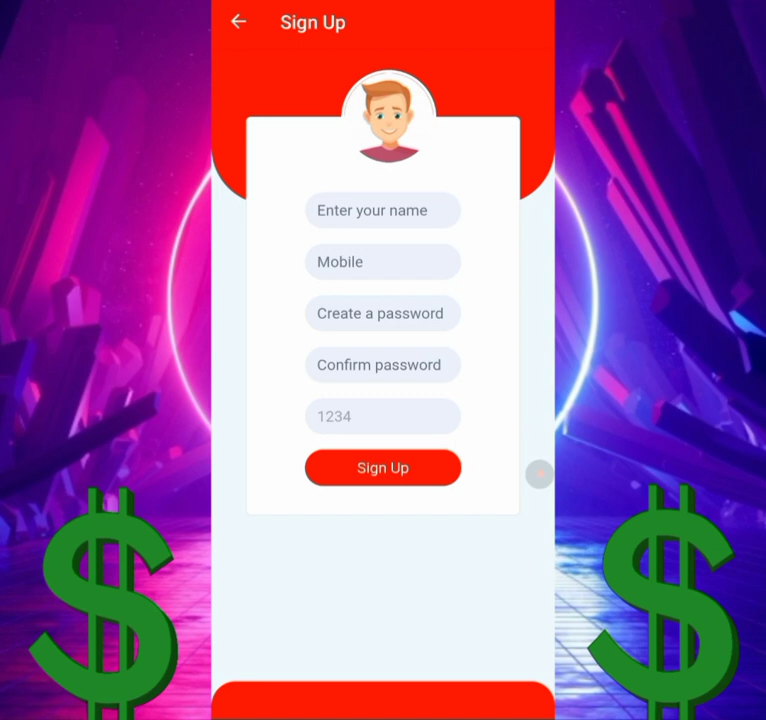 Sign Up
Enter your name
Mobile
Create a password
Confirm password
1234
Sign Up
$ $